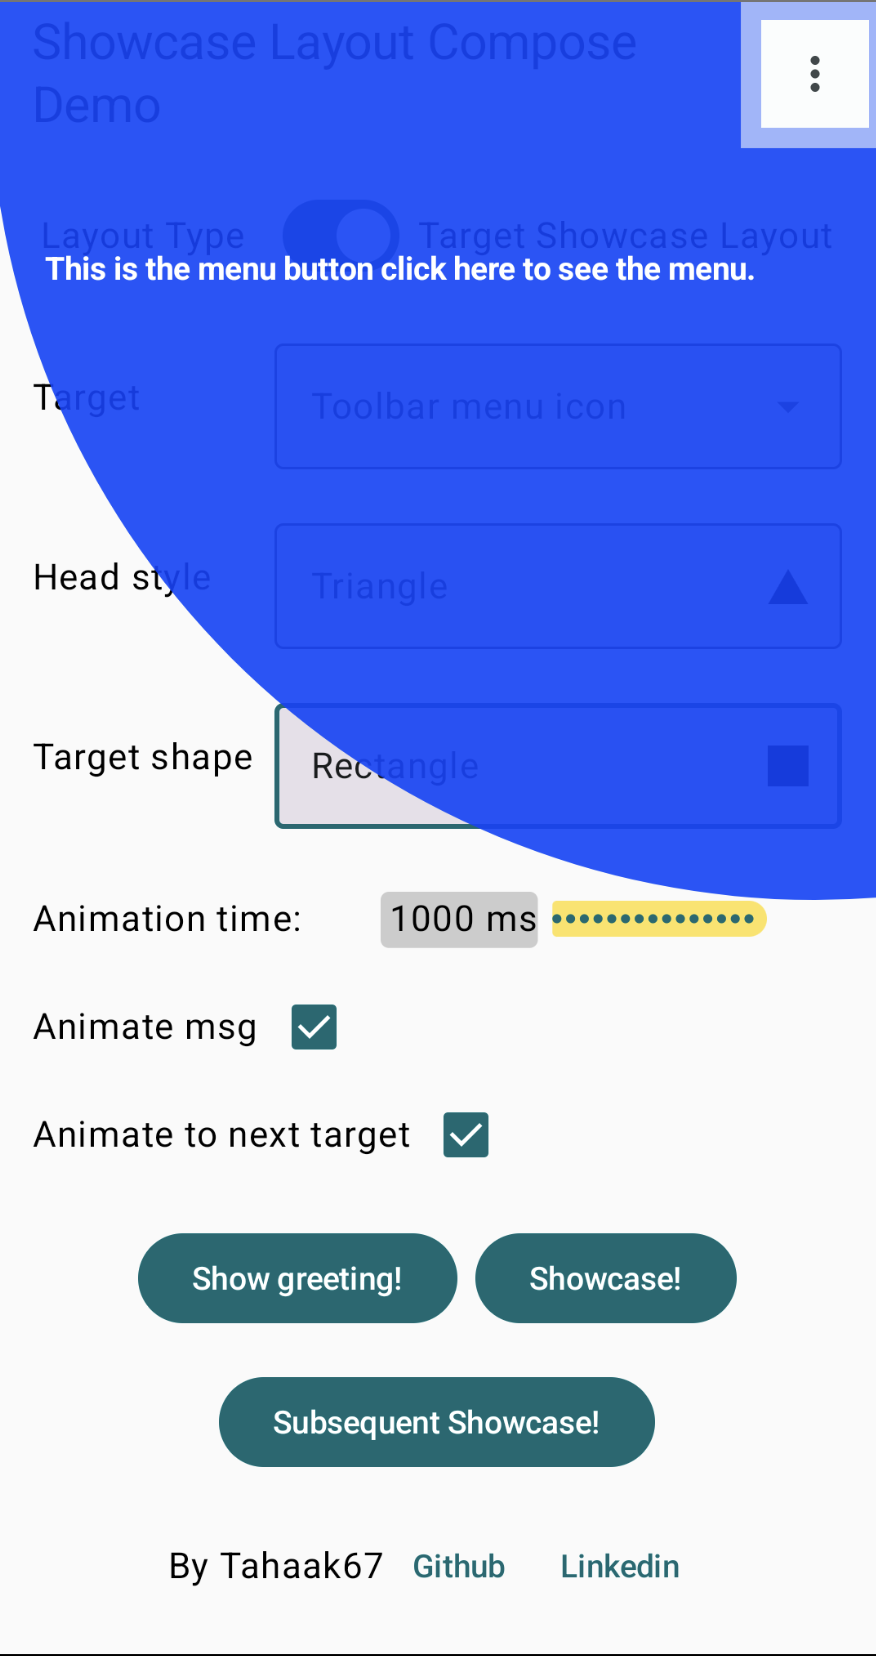 Showcase Layout Compose
Demo
Layout Type Target Showcase Layout
This is the menu button click here to see the menu.
Target Toolbar menu icon
Head style Triangle
Target shape Rectangle
Animation time: 1000 ms
Animate msg
Animate to next target
Show greeting! Showcase!
Subsequent Showcase!
By Tahaak67 Github Linkedin